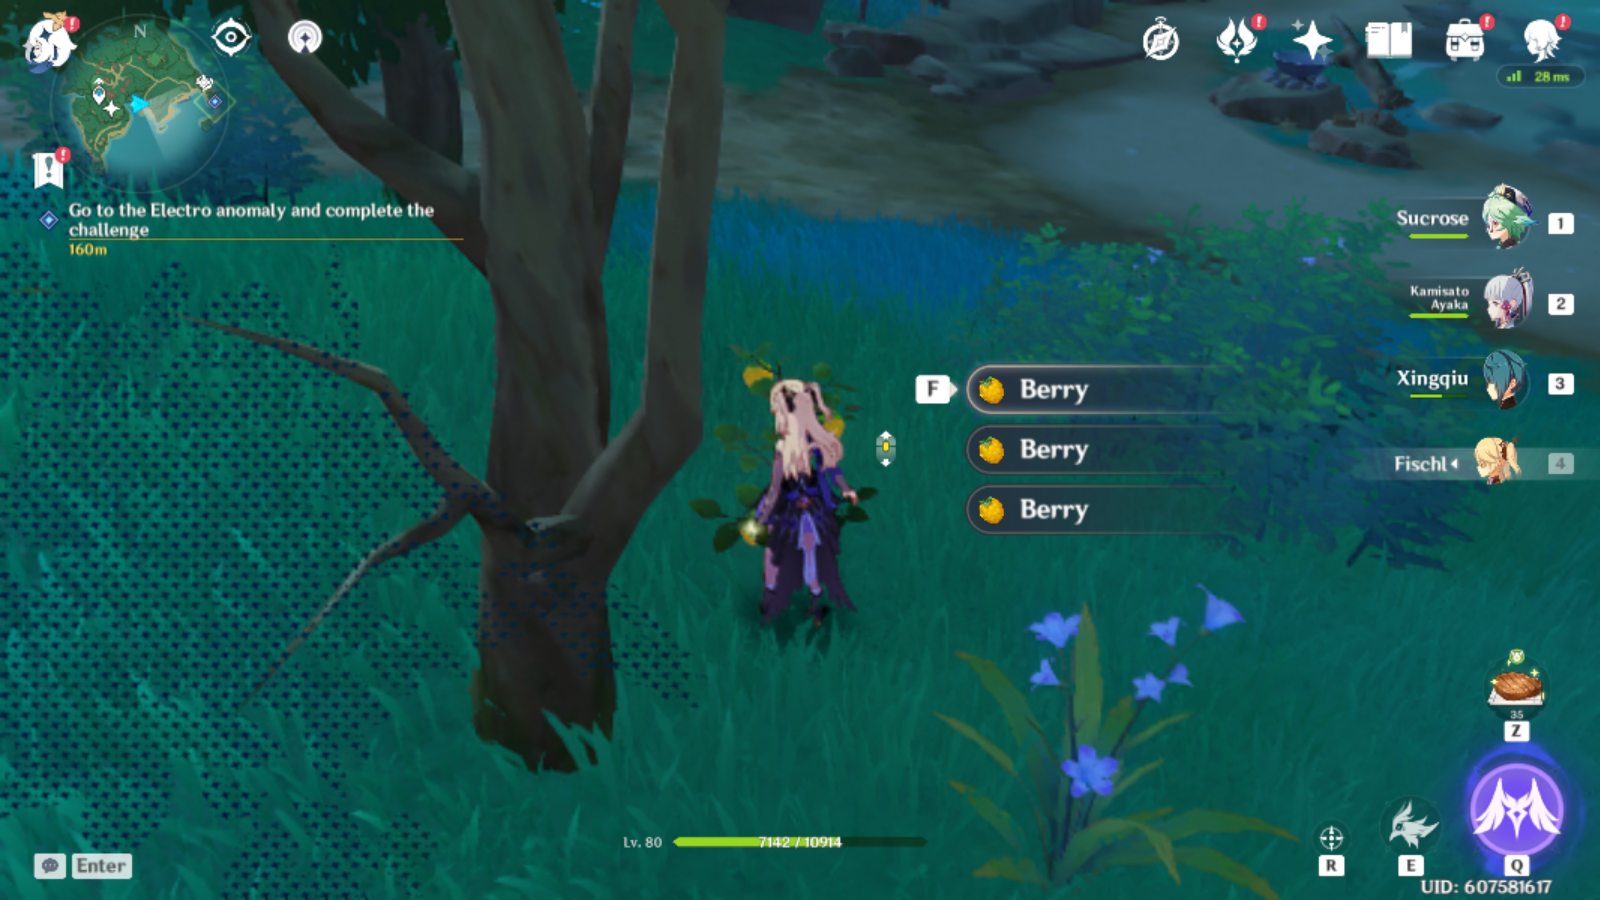 N
28 ms
Go to the Electro anomaly and complete the
challenge
160m
Sucrose
1
Kamisato
Ayaka
2
Xingqiu
3
Fischl
4
F
Berry
Berry
Berry
35
Z
Lv. 80
7142 / 10914
R
E
Q
Enter
UID: 607581617